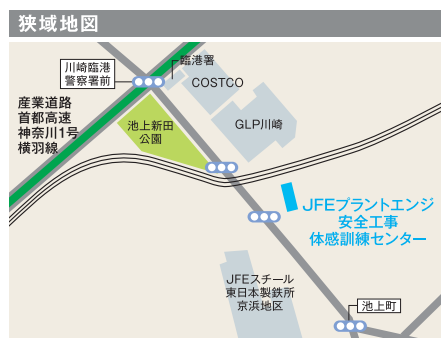 狭域地図
川崎臨港
警察署前
臨港署
COSTCO
産業道路
首都高速
神奈川1号
横羽線
池上新田
公園
GLP川崎
JFEプラントエンジ
安全工事
体感訓練センター
JFEスチール
東日本製鉄所
京浜地区
池上町